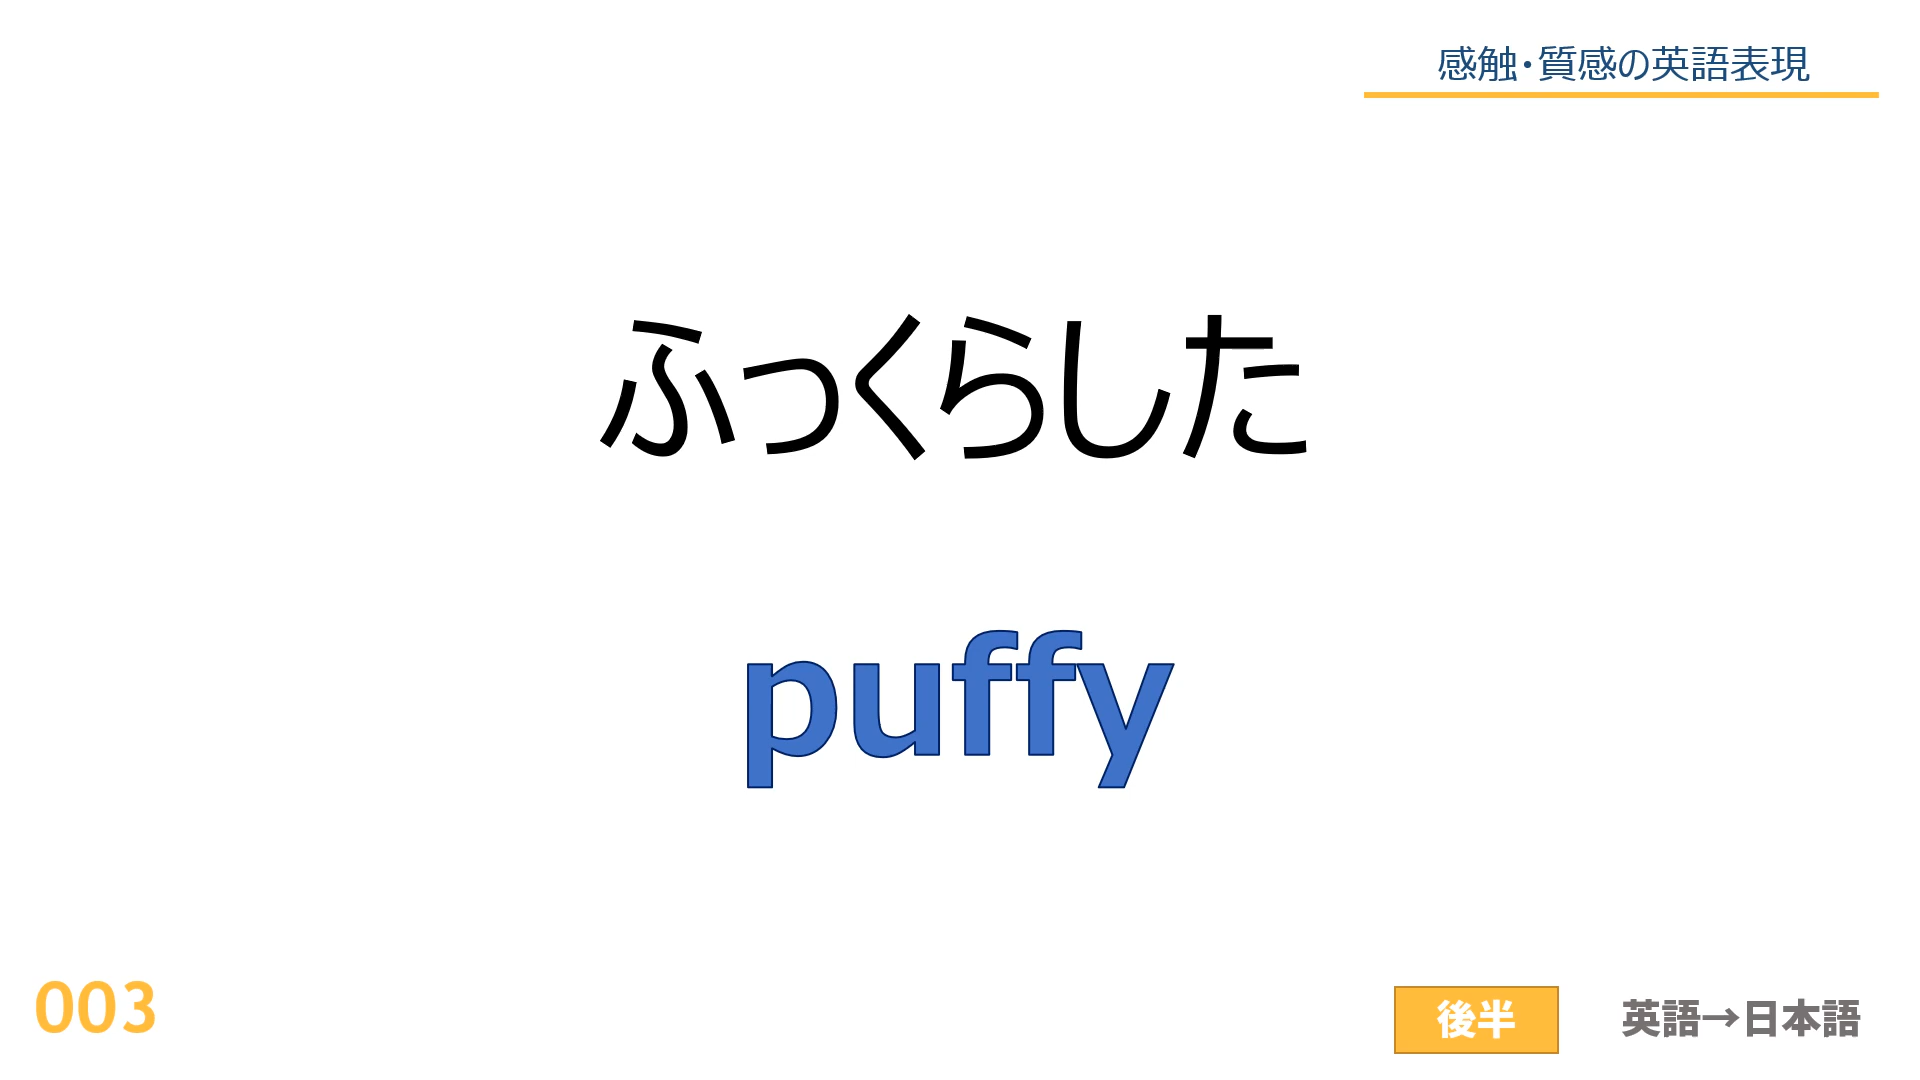 感触・質感の英語表現
ふっくらした
puffy
003
後半
英語→日本語